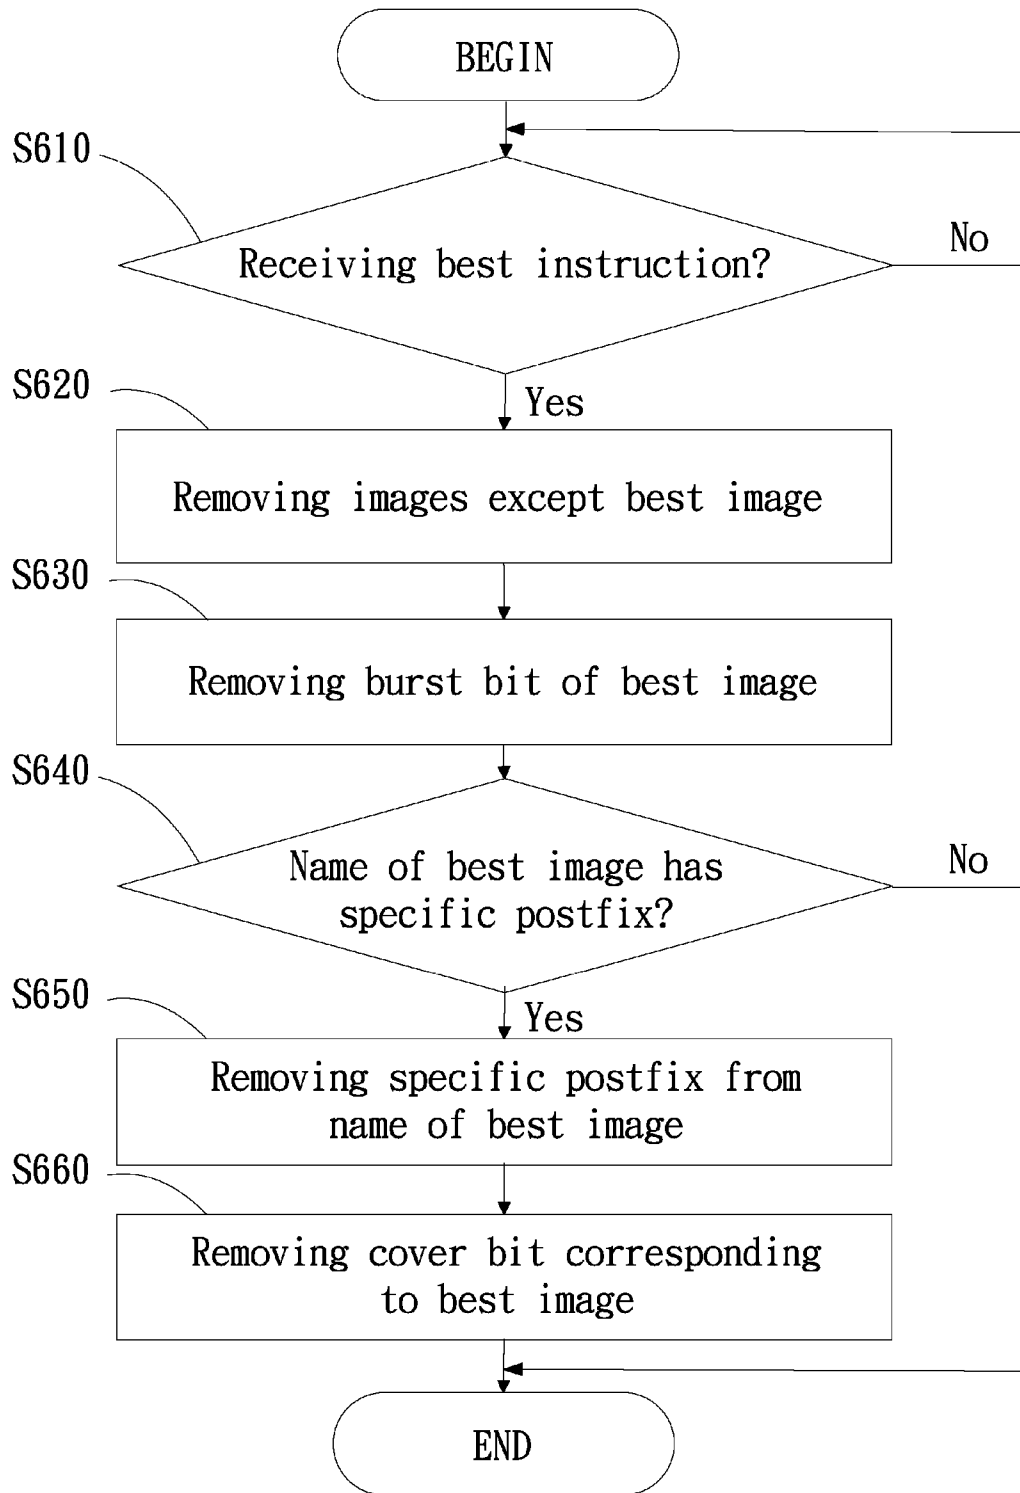 BEGIN
S610
Receiving best instruction?
No
S620
Yes
Removing images except best image
S630
Removing burst bit of best image
S640
Name of best image has
specific postfix?
No
S650
Yes
Removing specific postfix from
name of best image
S660
Removing cover bit corresponding
to best image
END